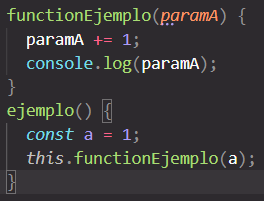 functionEjemplo(paramA) {
  paramA += 1;
  console.log(paramA);
}
ejemplo() {
  const a = 1;
  this.functionEjemplo(a);
}